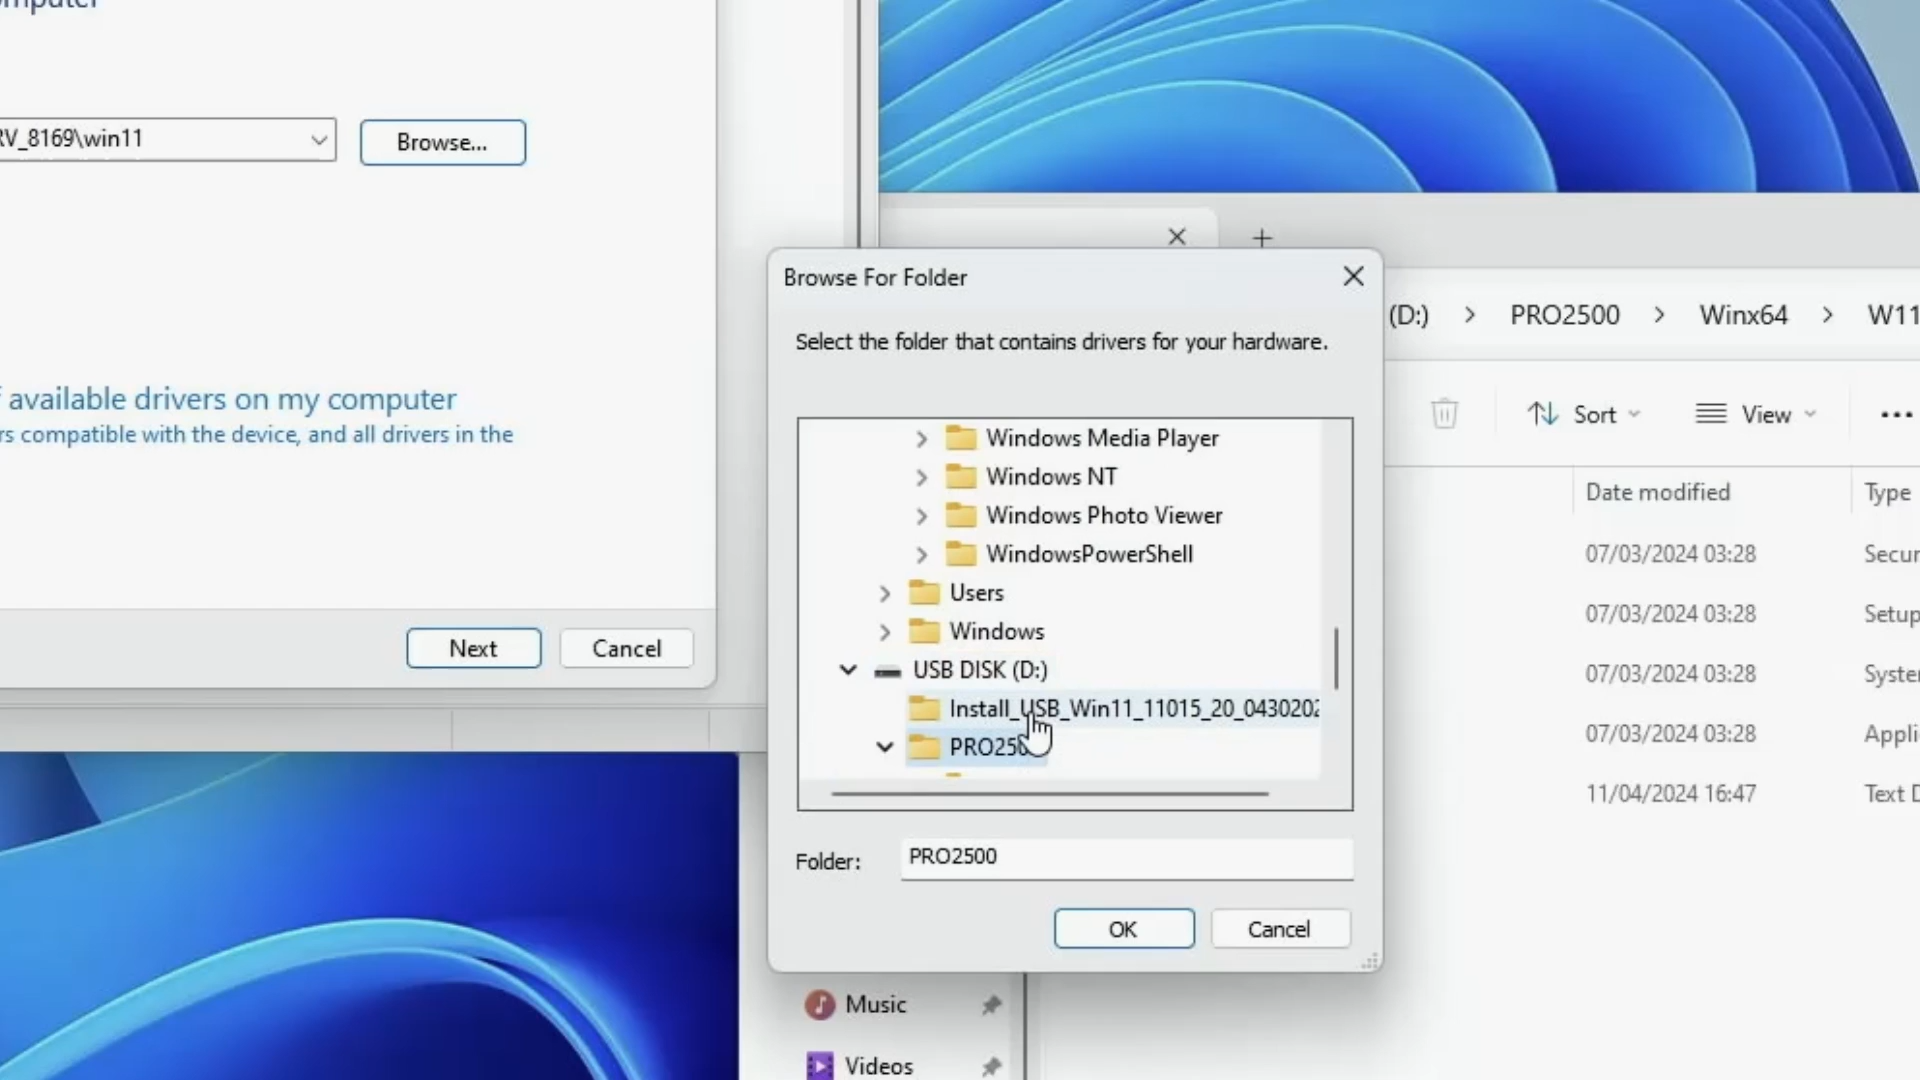 RV_8169\win11
Browse...
available drivers on my computer
compatible with the device, and all drivers in the
Next
Cancel
Browse For Folder
Select the folder that contains drivers for your hardware.
Windows Media Player
Windows NT
Windows Photo Viewer
WindowsPowerShell
Users
Windows
USB DISK (D:)
Install_USB_Win11_11015_20_0430202
PRO250
Folder:
PRO2500
OK
Cancel
(D:) > PRO2500 > Winx64 > W11
Sort
View
Date modified
Type
07/03/2024 03:28
Secur
07/03/2024 03:28
Setup
07/03/2024 03:28
Syster
07/03/2024 03:28
Appli
11/04/2024 16:47
Text D
Music
Videos